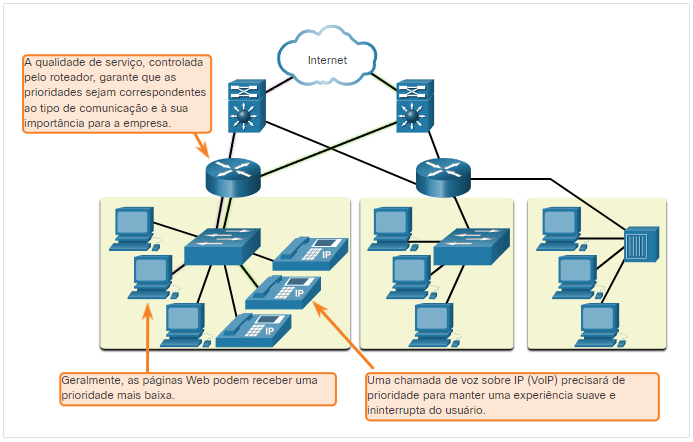 Internet
A qualidade de serviço, controlada
pelo roteador, garante que as
prioridades sejam correspondentes
ao tipo de comunicação e à sua
importância para a empresa.
IP
IP
IP
Geralmente, as páginas Web podem receber uma
prioridade mais baixa.
Uma chamada de voz sobre IP (VoIP) precisará de
prioridade para manter uma experiência suave e
ininterrupta do usuário.